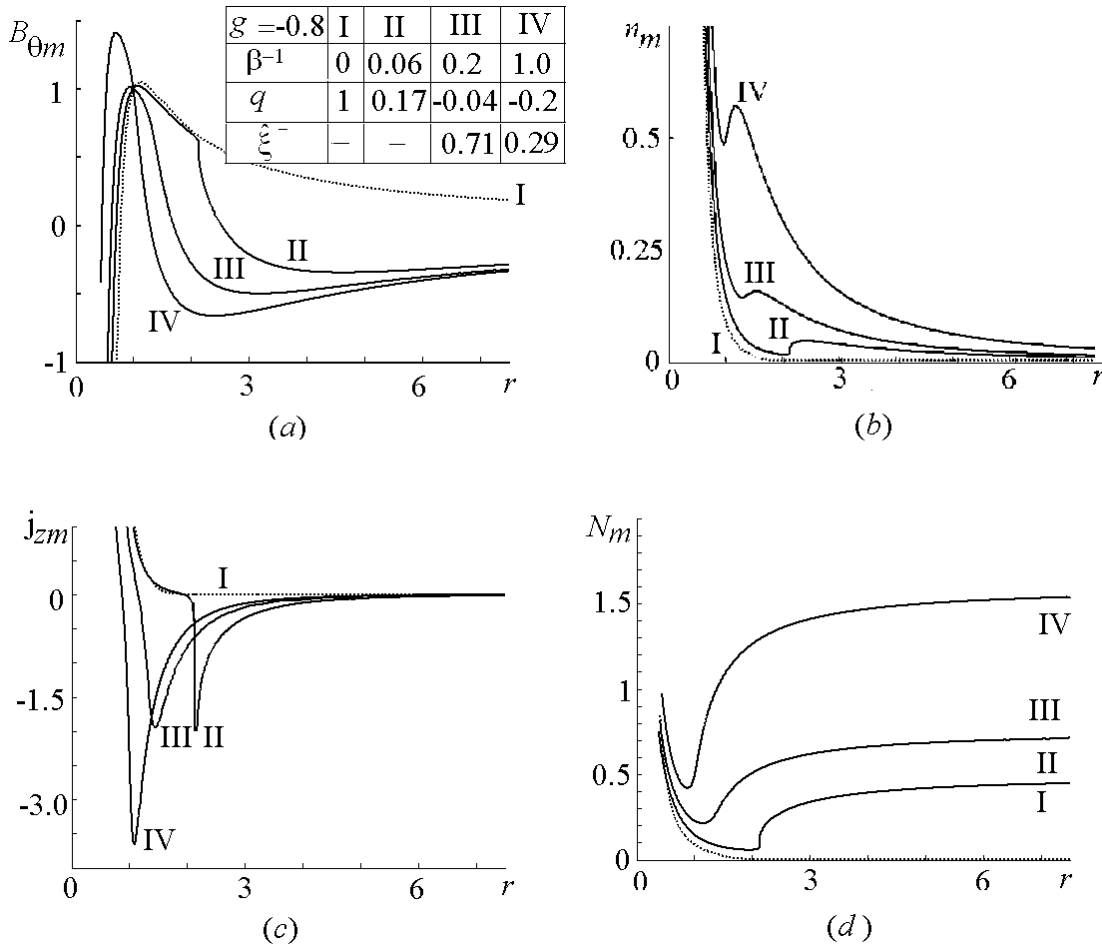 B_θm
1
0
-1
0
3
6
r
(a)
g =-0.8 I II III IV
β⁻¹ 0 0.06 0.2 1.0
q 1 0.17 -0.04 -0.2
ξ̂⁻ – – 0.71 0.29
I
II
III
IV
n_m
0.5
0.25
0
0
3
6
r
(b)
IV
III
II
I
j_zm
0
-1.5
-3.0
0
3
6
r
(c)
I
III II
IV
N_m
1.5
1
0.5
0
0
3
6
r
(d)
IV
III
II
I